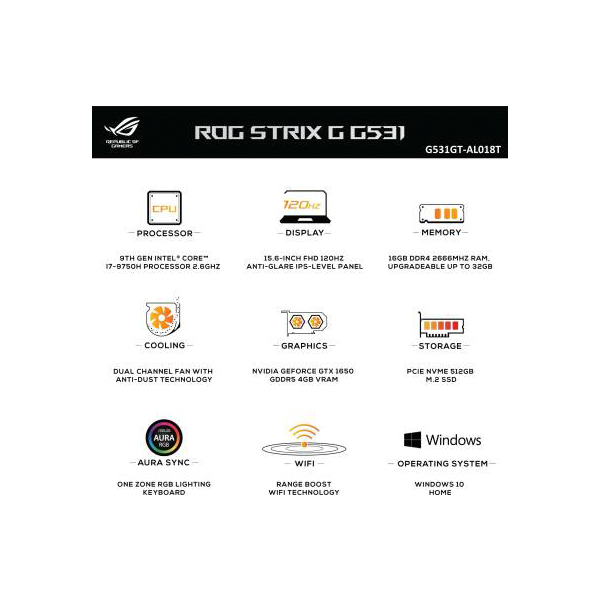 REPUBLIC OF
GAMERS
ROG STRIX G G531
G531GT-AL018T
CPU
120HZ
PROCESSOR
DISPLAY
MEMORY
9TH GEN INTEL® CORE™
I7-9750H PROCESSOR 2.6GHZ
15.6-INCH FHD 120HZ
ANTI-GLARE IPS-LEVEL PANEL
16GB DDR4 2666MHZ RAM,
UPGRADEABLE UP TO 32GB
COOLING
GRAPHICS
STORAGE
DUAL CHANNEL FAN WITH
ANTI-DUST TECHNOLOGY
NVIDIA GEFORCE GTX 1650
GDDR5 4GB VRAM
PCIE NVME 512GB
M.2 SSD
ASUS
AURA
RGB
Windows
AURA SYNC
WIFI
OPERATING SYSTEM
ONE ZONE RGB LIGHTING
KEYBOARD
RANGE BOOST
WIFI TECHNOLOGY
WINDOWS 10
HOME